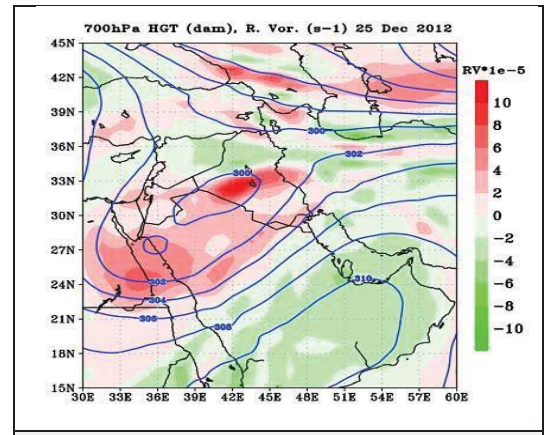 700hPa HGT (dam), R. Vor. (s-1) 25 Dec 2012
RV*1e-5
45N
42N
39N
36N
33N
30N
27N
24N
21N
18N
15N
30E 33E 36E 39E 42E 45E 48E 51E 54E 57E 60E
10
8
6
4
2
0
-2
-4
-6
-8
-10
300
302
300
310
302
304
306
308